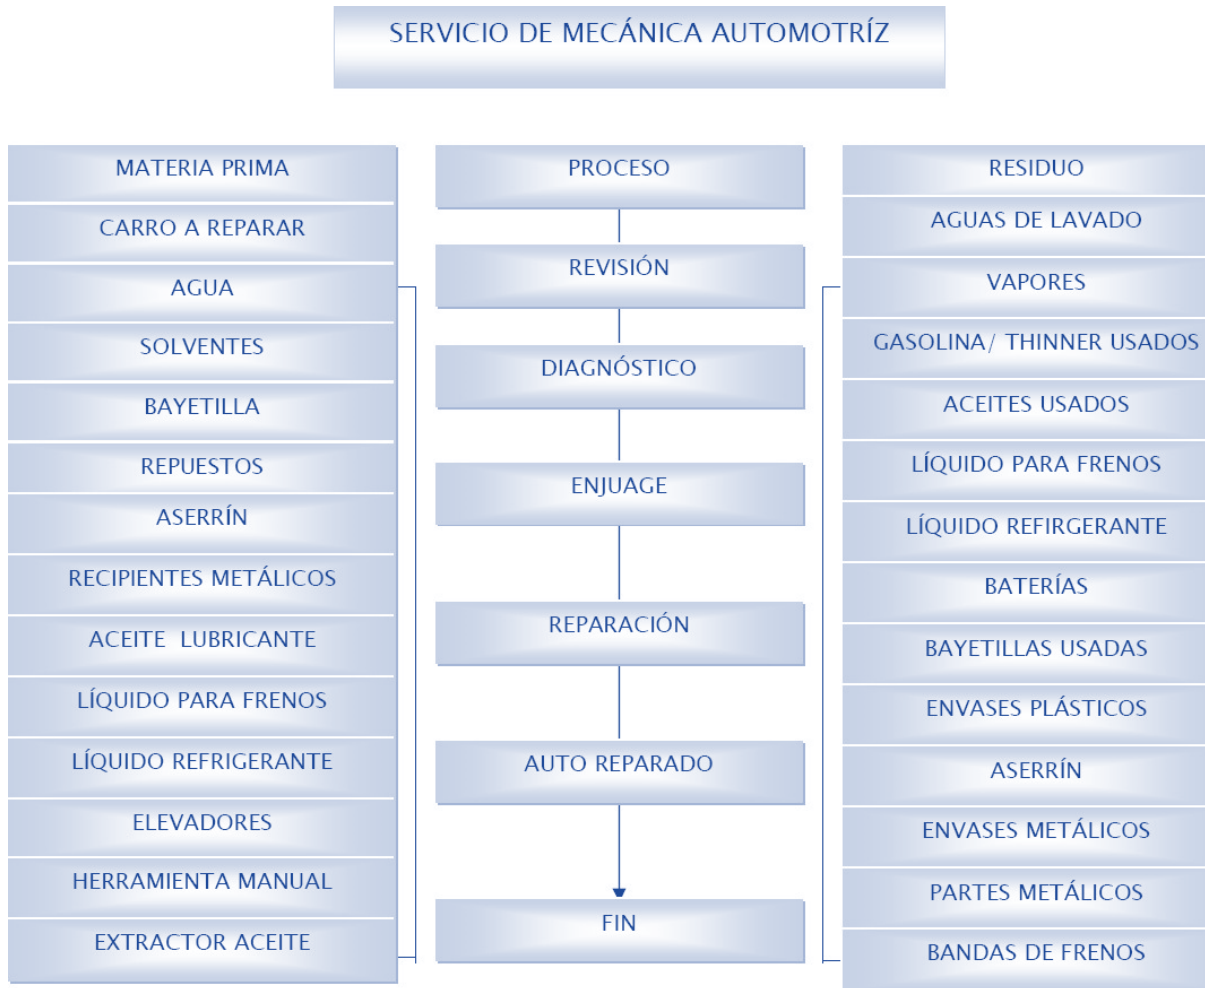 SERVICIO DE MECÁNICA AUTOMOTRÍZ
MATERIA PRIMA
CARRO A REPARAR
AGUA
SOLVENTES
BAYETILLA
REPUESTOS
ASERRÍN
RECIPIENTES METÁLICOS
ACEITE LUBRICANTE
LÍQUIDO PARA FRENOS
LÍQUIDO REFRIGERANTE
ELEVADORES
HERRAMIENTA MANUAL
EXTRACTOR ACEITE
PROCESO
REVISIÓN
DIAGNÓSTICO
ENJUAGE
REPARACIÓN
AUTO REPARADO
FIN
RESIDUO
AGUAS DE LAVADO
VAPORES
GASOLINA/ THINNER USADOS
ACEITES USADOS
LÍQUIDO PARA FRENOS
LÍQUIDO REFIRGERANTE
BATERÍAS
BAYETILLAS USADAS
ENVASES PLÁSTICOS
ASERRÍN
ENVASES METÁLICOS
PARTES METÁLICOS
BANDAS DE FRENOS